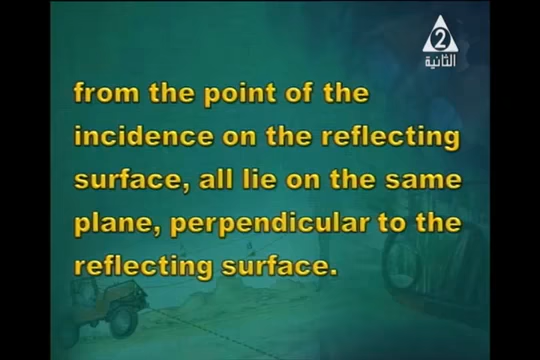 2
الثانية
from the point of the
incidence on the reflecting
surface, all lie on the same
plane, perpendicular to the
reflecting surface.